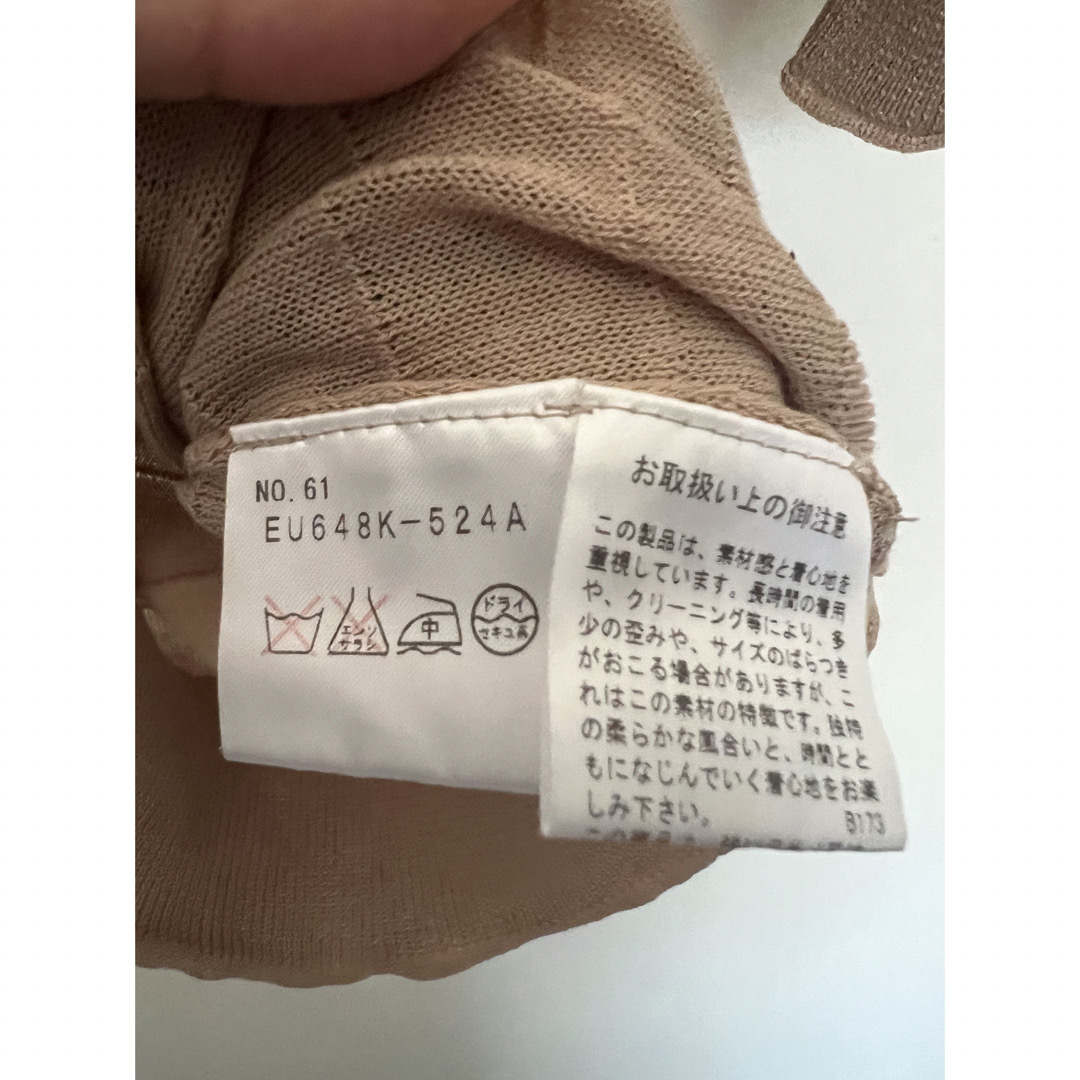 NO. 61
EU648K-524A
エンソ
サラシ
中
ドライ
セキユ系
お取扱い上の御注意
この製品は、素材感と着心地を
重視しています。長時間の着用
や、クリーニング等により、多
少の歪みや、サイズのばらつき
がおこる場合がありますが、こ
れはこの素材の特徴です。独特
の柔らかな風合いと、時間とと
もになじんでいく着心地をお楽
しみ下さい。
B173